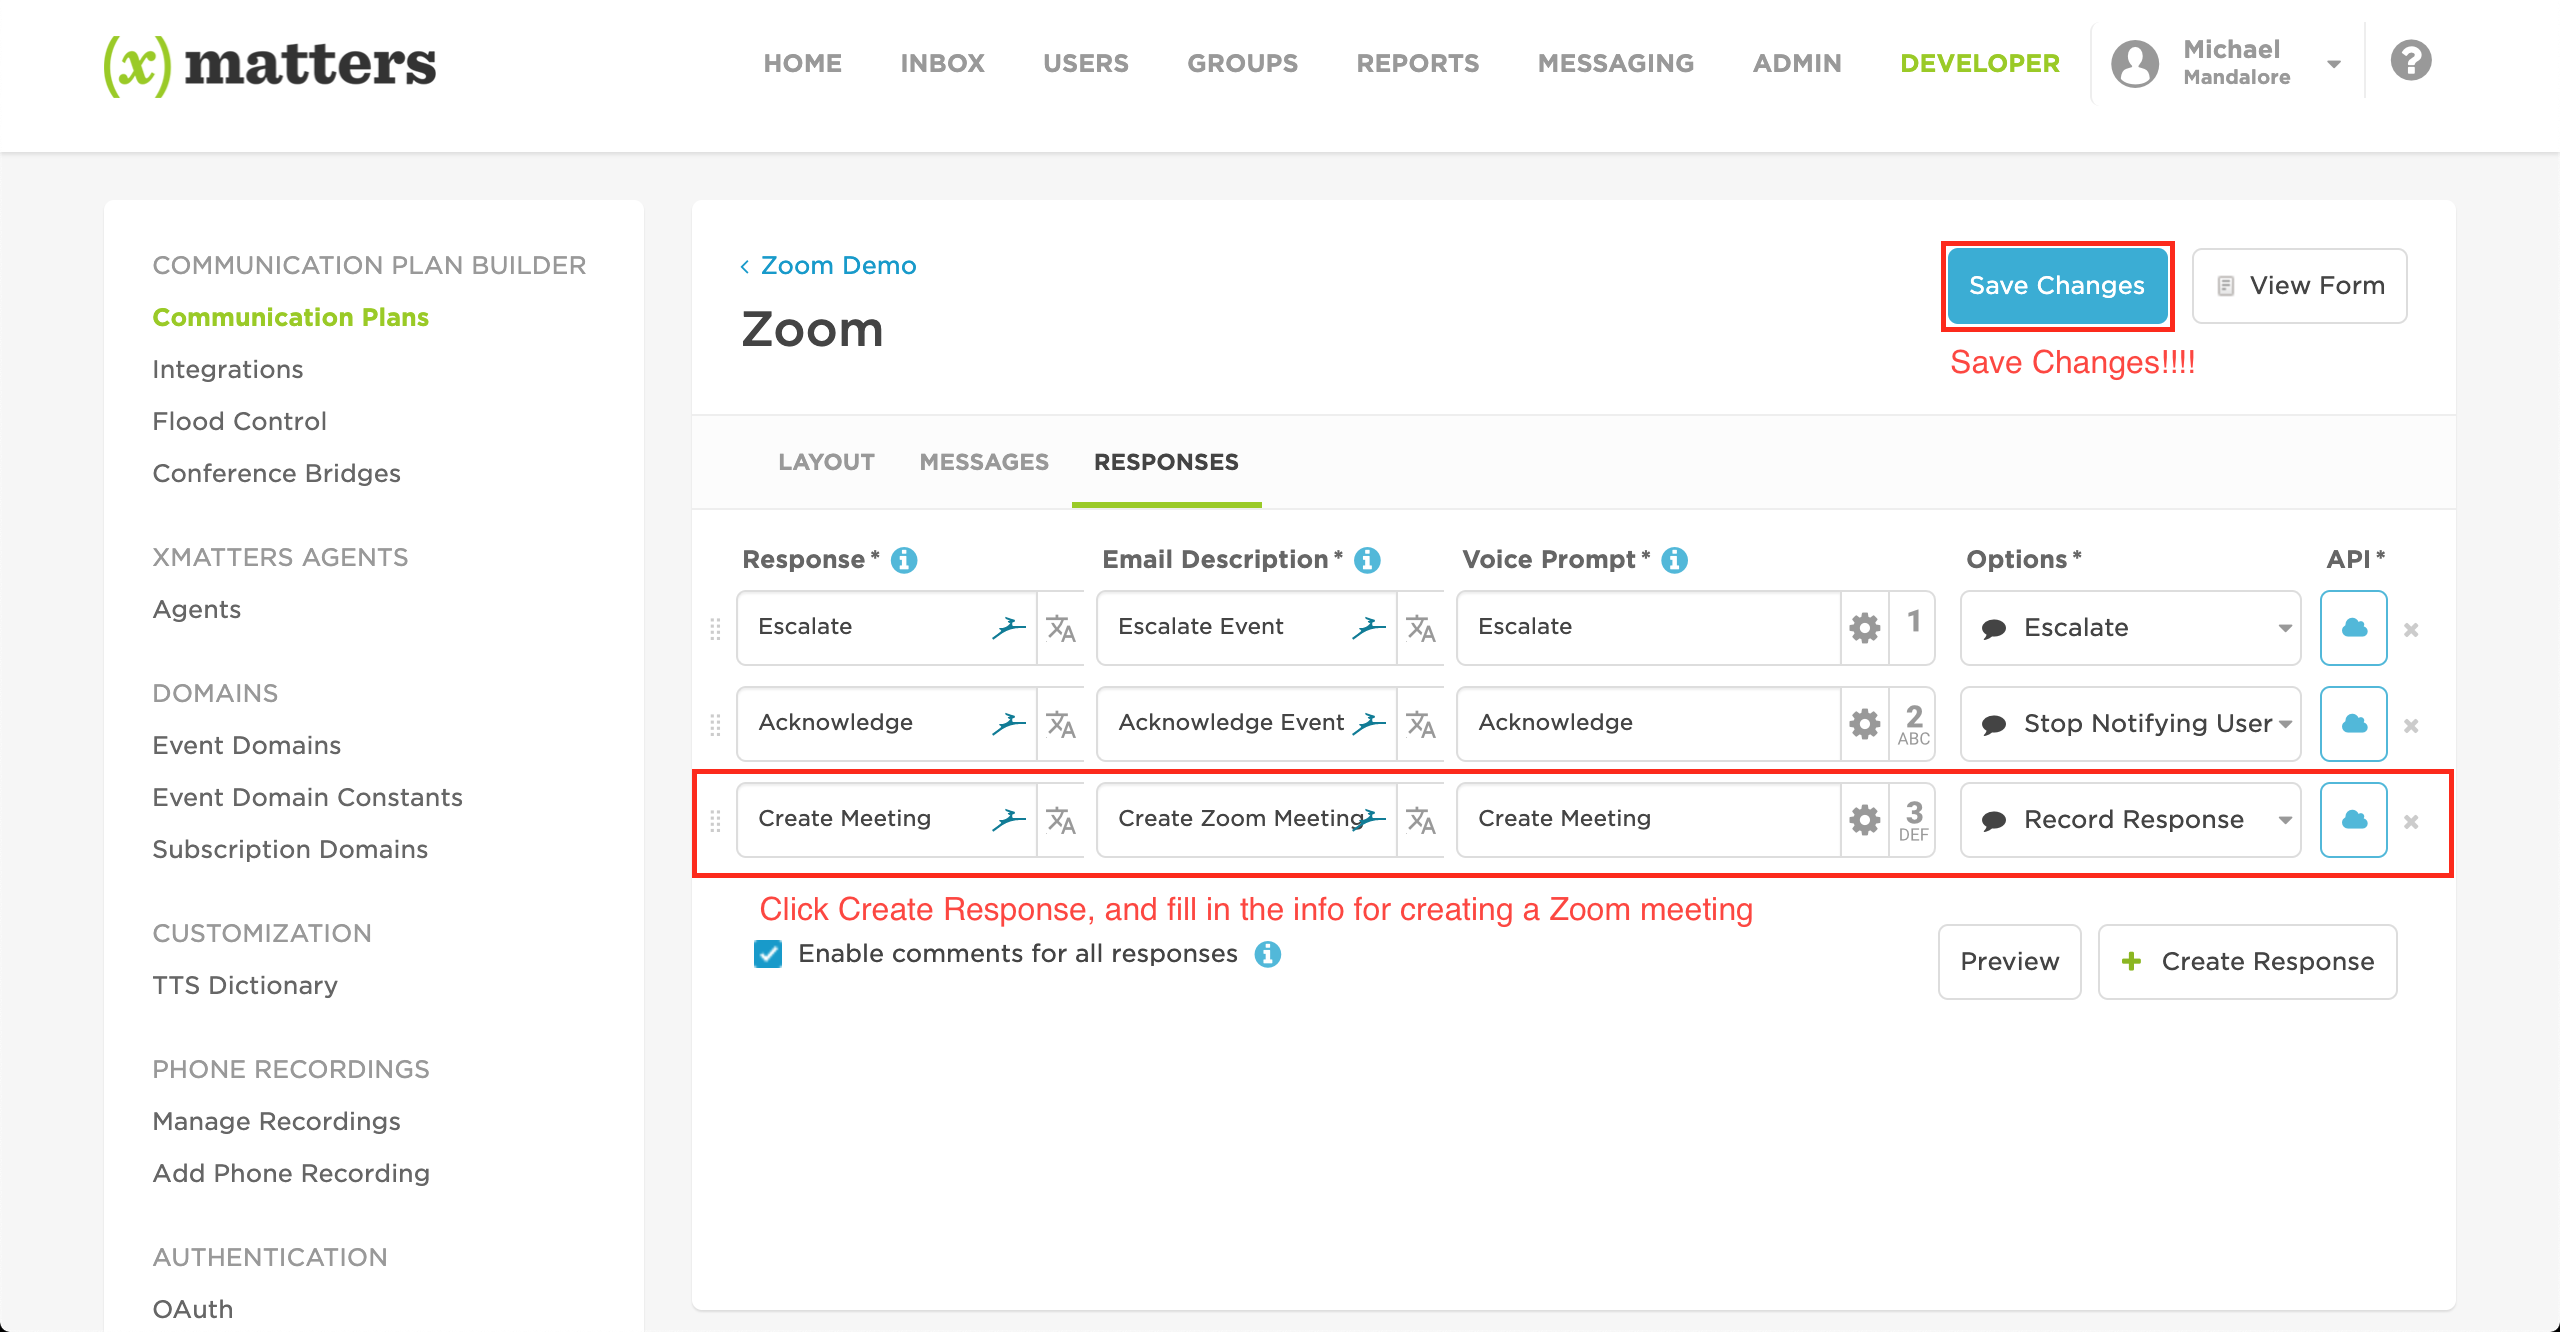 (x) matters
HOME INBOX USERS GROUPS REPORTS MESSAGING ADMIN DEVELOPER
Michael
Mandalore
?
COMMUNICATION PLAN BUILDER
Communication Plans
Integrations
Flood Control
Conference Bridges
XMATTERS AGENTS
Agents
DOMAINS
Event Domains
Event Domain Constants
Subscription Domains
CUSTOMIZATION
TTS Dictionary
PHONE RECORDINGS
Manage Recordings
Add Phone Recording
AUTHENTICATION
OAuth
‹ Zoom Demo
Zoom
Save Changes
View Form
Save Changes!!!!
LAYOUT MESSAGES RESPONSES
Response * Email Description * Voice Prompt * Options * API *
Escalate Escalate Event Escalate 1 Escalate
Acknowledge Acknowledge Event Acknowledge 2 ABC Stop Notifying User
Create Meeting Create Zoom Meeting Create Meeting 3 DEF Record Response
Click Create Response, and fill in the info for creating a Zoom meeting
Enable comments for all responses
Preview
+ Create Response